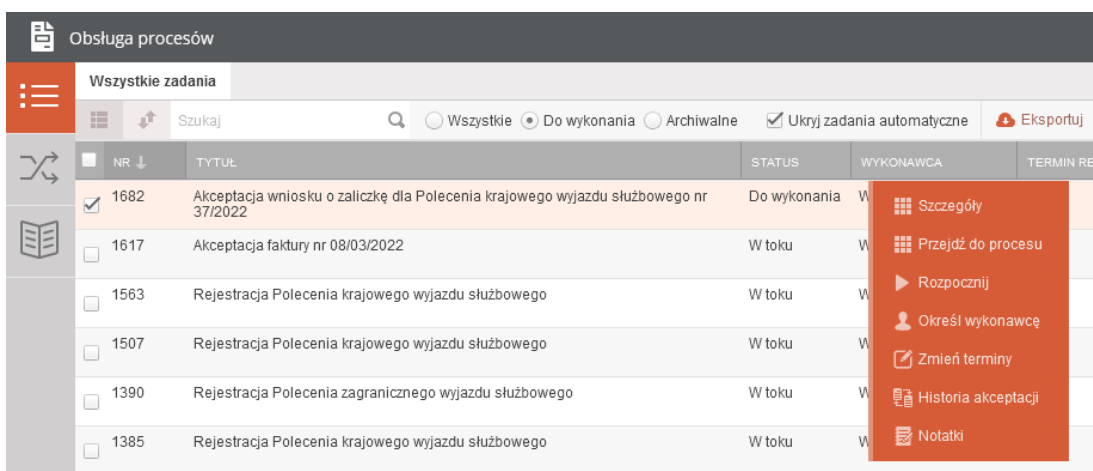 Obsługa procesów
Wszystkie zadania
Szukaj Wszystkie Do wykonania Archiwalne Ukryj zadania automatyczne Eksportuj
NR TYTUŁ STATUS WYKONAWCA TERMIN RE
1682 Akceptacja wniosku o zaliczkę dla Polecenia krajowego wyjazdu służbowego nr Do wykonania W
37/2022
1617 Akceptacja faktury nr 08/03/2022 W toku W
1563 Rejestracja Polecenia krajowego wyjazdu służbowego W toku W
1507 Rejestracja Polecenia krajowego wyjazdu służbowego W toku W
1390 Rejestracja Polecenia zagranicznego wyjazdu służbowego W toku W
1385 Rejestracja Polecenia krajowego wyjazdu służbowego W toku W
Szczegóły
Przejdź do procesu
Rozpocznij
Określ wykonawcę
Zmień terminy
Historia akceptacji
Notatki